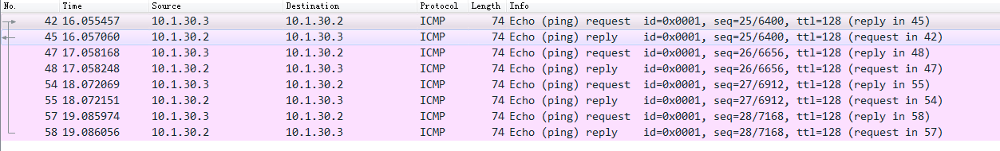 No. Time Source Destination Protocol Length Info
42 16.055457 10.1.30.3 10.1.30.2 ICMP 74 Echo (ping) request id=0x0001, seq=25/6400, ttl=128 (reply in 45)
45 16.057060 10.1.30.2 10.1.30.3 ICMP 74 Echo (ping) reply id=0x0001, seq=25/6400, ttl=128 (request in 42)
47 17.058168 10.1.30.3 10.1.30.2 ICMP 74 Echo (ping) request id=0x0001, seq=26/6656, ttl=128 (reply in 48)
48 17.058248 10.1.30.2 10.1.30.3 ICMP 74 Echo (ping) reply id=0x0001, seq=26/6656, ttl=128 (request in 47)
54 18.072069 10.1.30.3 10.1.30.2 ICMP 74 Echo (ping) request id=0x0001, seq=27/6912, ttl=128 (reply in 55)
55 18.072151 10.1.30.2 10.1.30.3 ICMP 74 Echo (ping) reply id=0x0001, seq=27/6912, ttl=128 (request in 54)
57 19.085974 10.1.30.3 10.1.30.2 ICMP 74 Echo (ping) request id=0x0001, seq=28/7168, ttl=128 (reply in 58)
58 19.086056 10.1.30.2 10.1.30.3 ICMP 74 Echo (ping) reply id=0x0001, seq=28/7168, ttl=128 (request in 57)